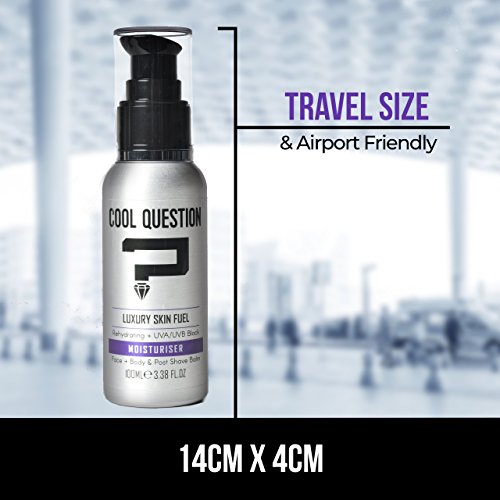 COOL QUESTION
LUXURY SKIN FUEL
Rehydrating + UVA/UVB Block
MOISTURISER
Face + Body & Post Shave Balm
100ML e 3.38 FL.OZ
TRAVEL SIZE
& Airport Friendly
14CM X 4CM